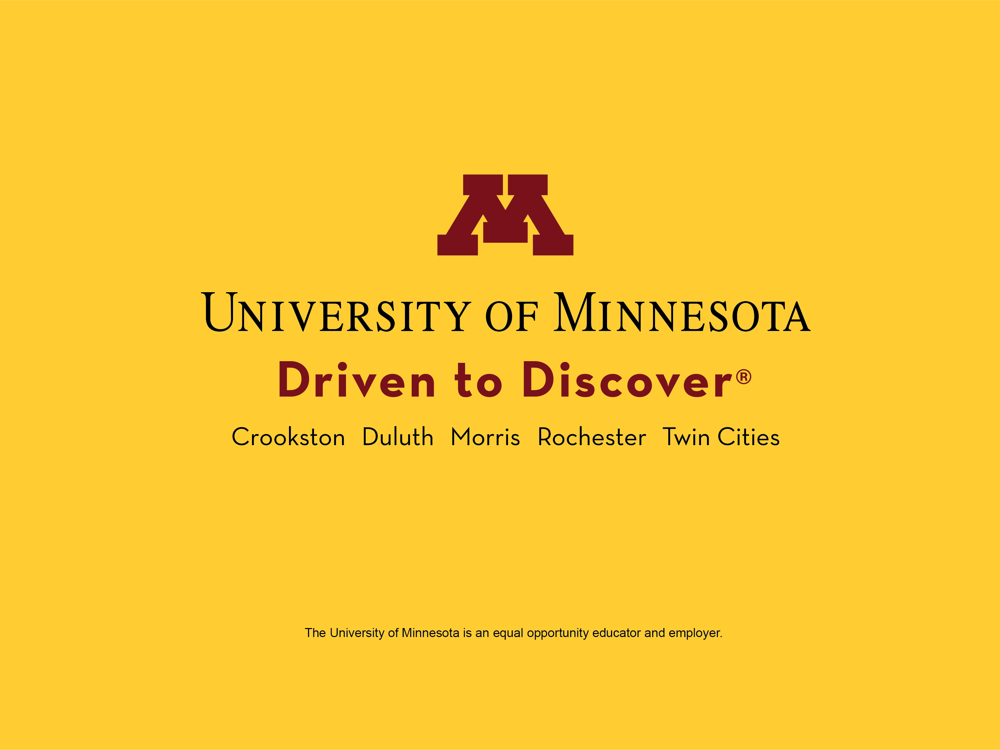 M
University of Minnesota
Driven to Discover®
Crookston Duluth Morris Rochester Twin Cities
The University of Minnesota is an equal opportunity educator and employer.